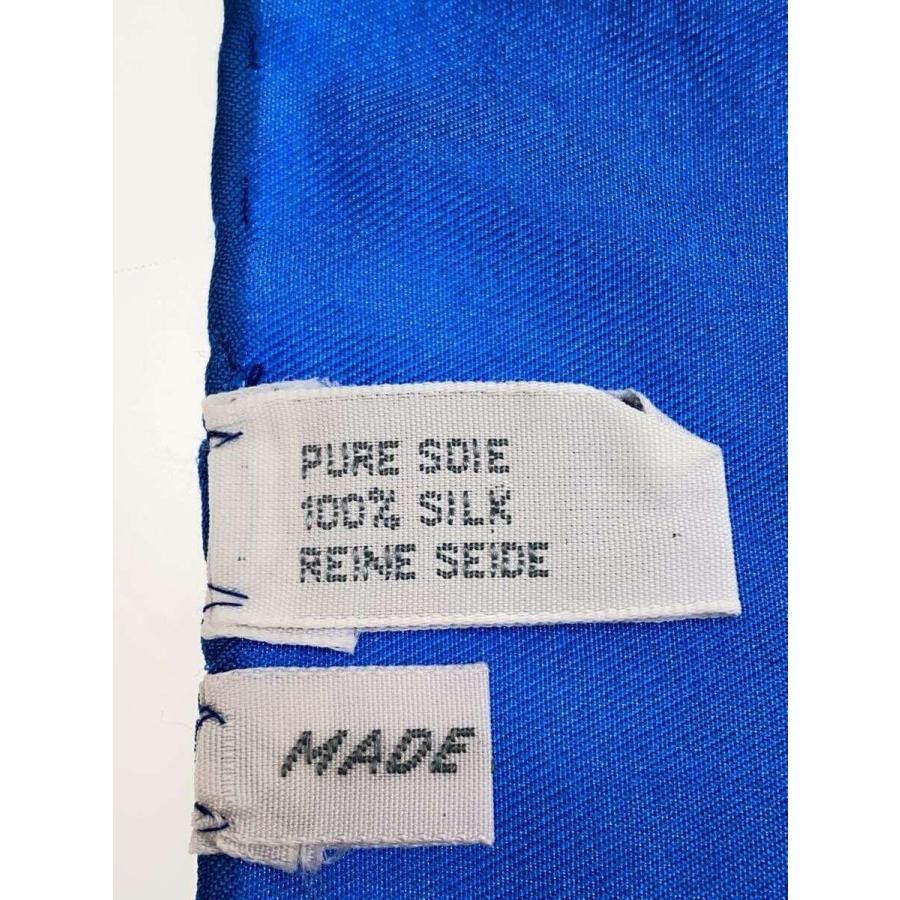 PURE SOIE
100% SILK
REINE SEIDE
MADE